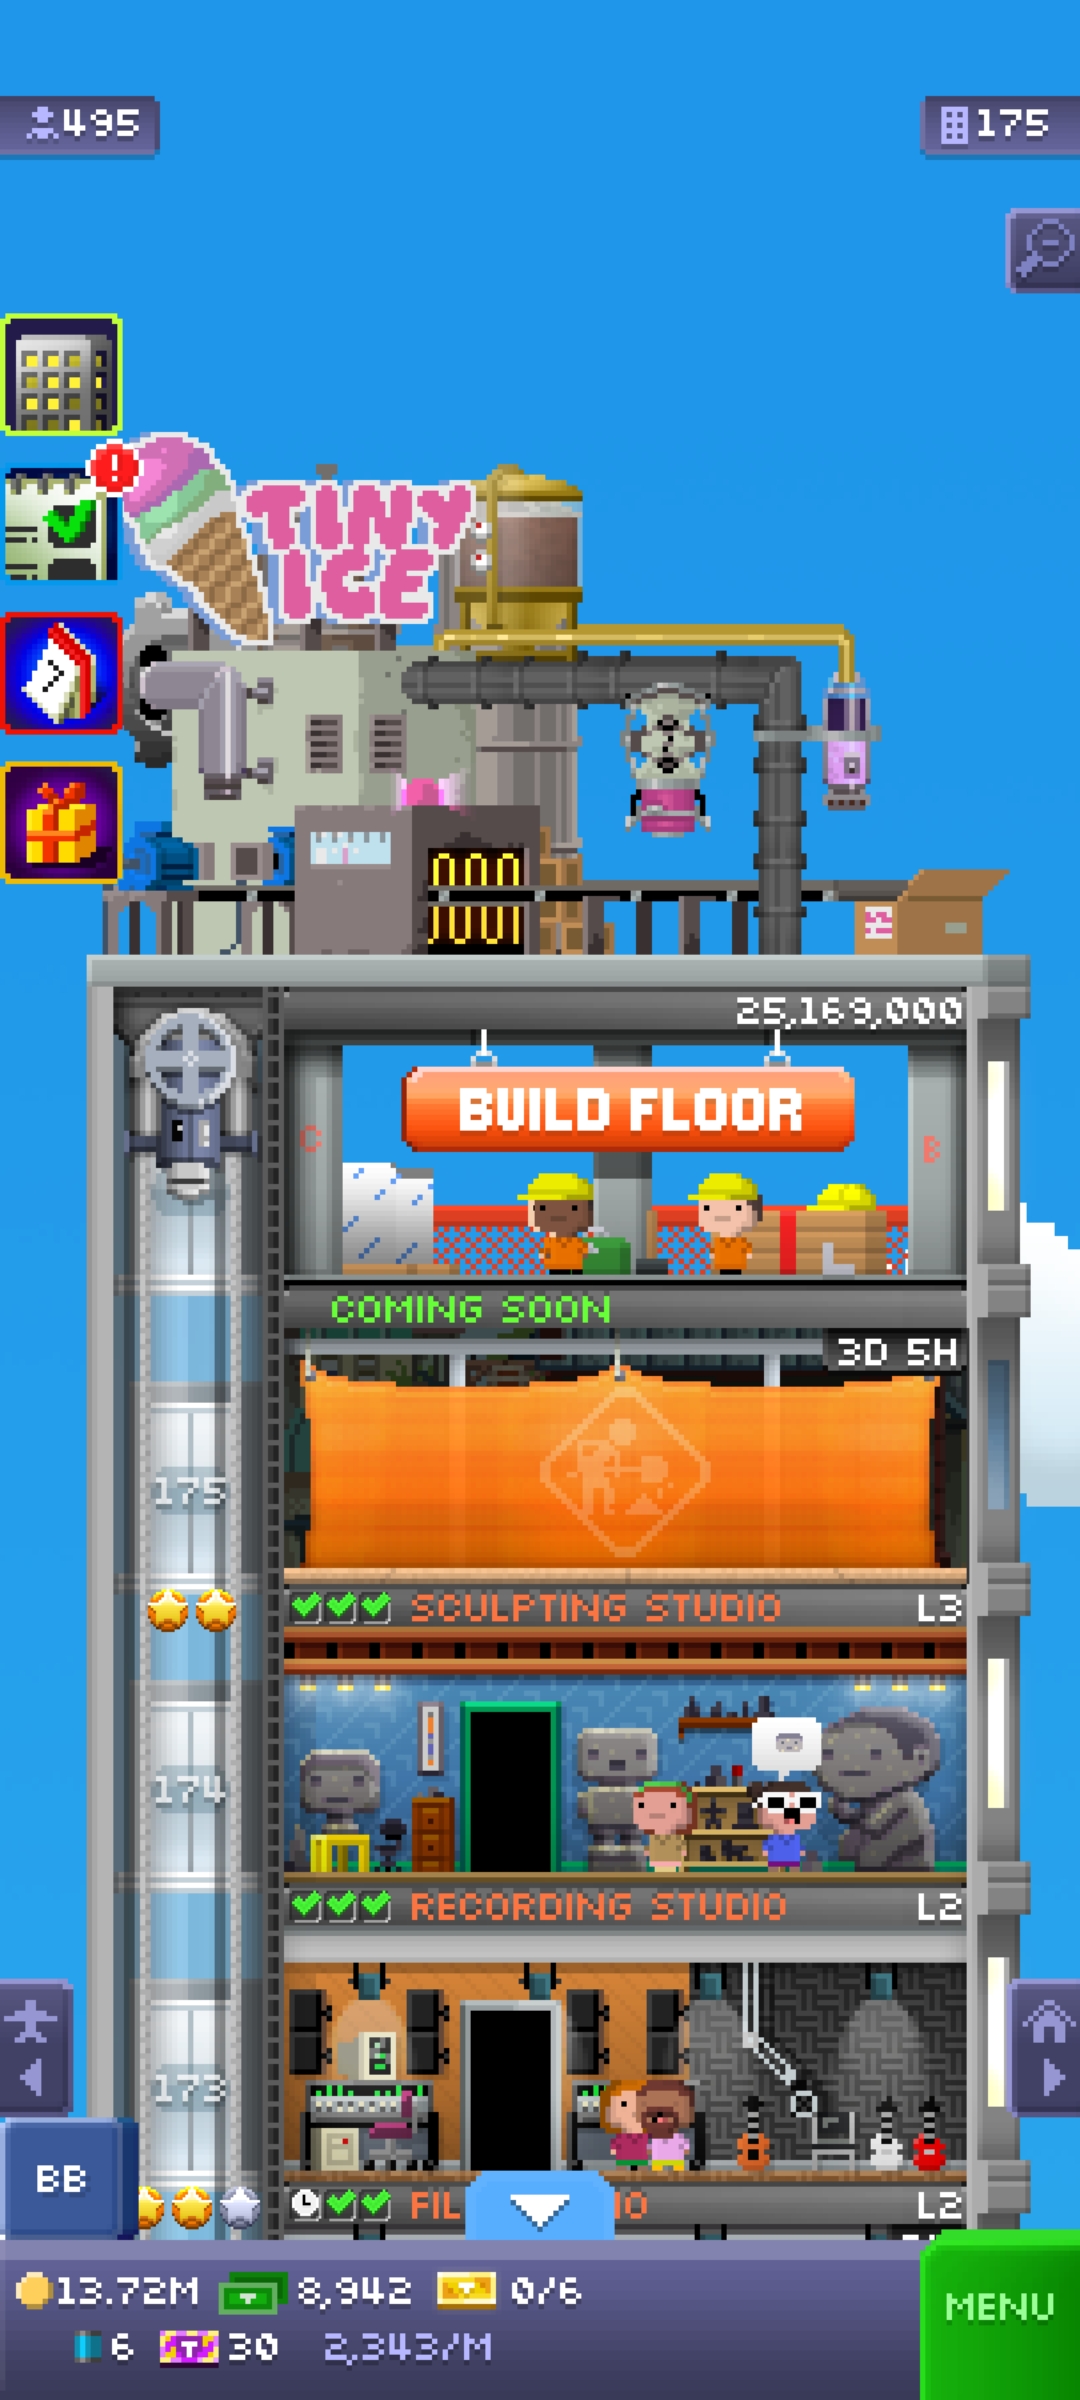 495
175
TINY
ICE
25,169,000
BUILD FLOOR
C
B
L
COMING SOON
3D 5H
175
SCULPTING STUDIO L3
174
RECORDING STUDIO L2
173
BB
FIL IO L2
13.72M 8,942 0/6
MENU
6 T 30 2,343/M